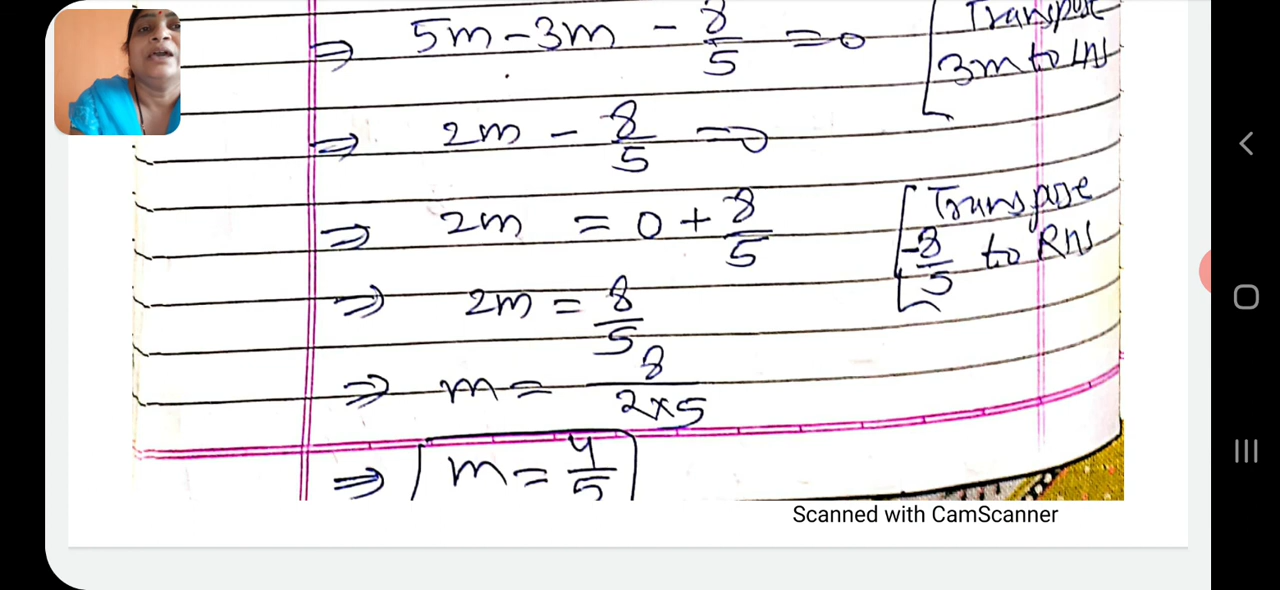 ⇒ 5m - 3m - 8/5 = 0 [Transpose
3m to LHS
⇒ 2m - 8/5 = 0
⇒ 2m = 0 + 8/5 [Transpose
-8/5 to RHS
⇒ 2m = 8/5
⇒ m = 8/(2×5)
⇒ m = 4/5
Scanned with CamScanner